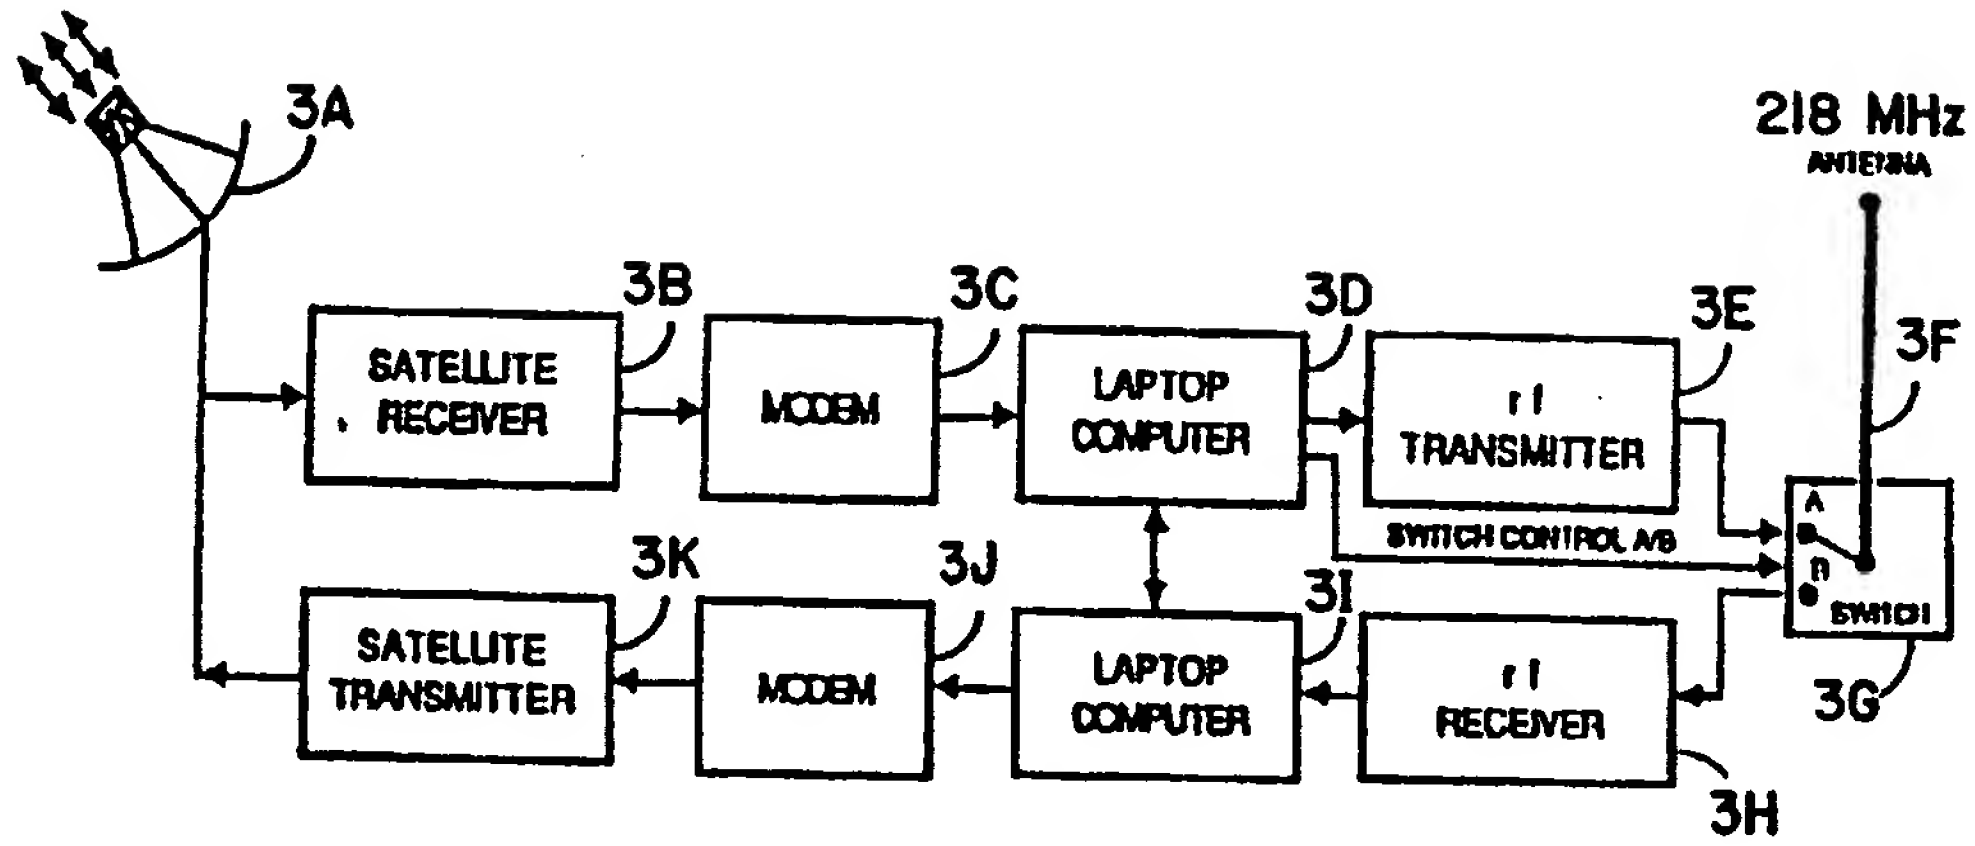 3A
218 MHz
ANTENNA
3B
3C
3D
3E
3F
SATELLITE
RECEIVER
MODEM
LAPTOP
COMPUTER
r f
TRANSMITTER
SWITCH CONTROL A/B
A
B
SWITCH
3G
3K
3J
3I
SATELLITE
TRANSMITTER
MODEM
LAPTOP
COMPUTER
r f
RECEIVER
3H